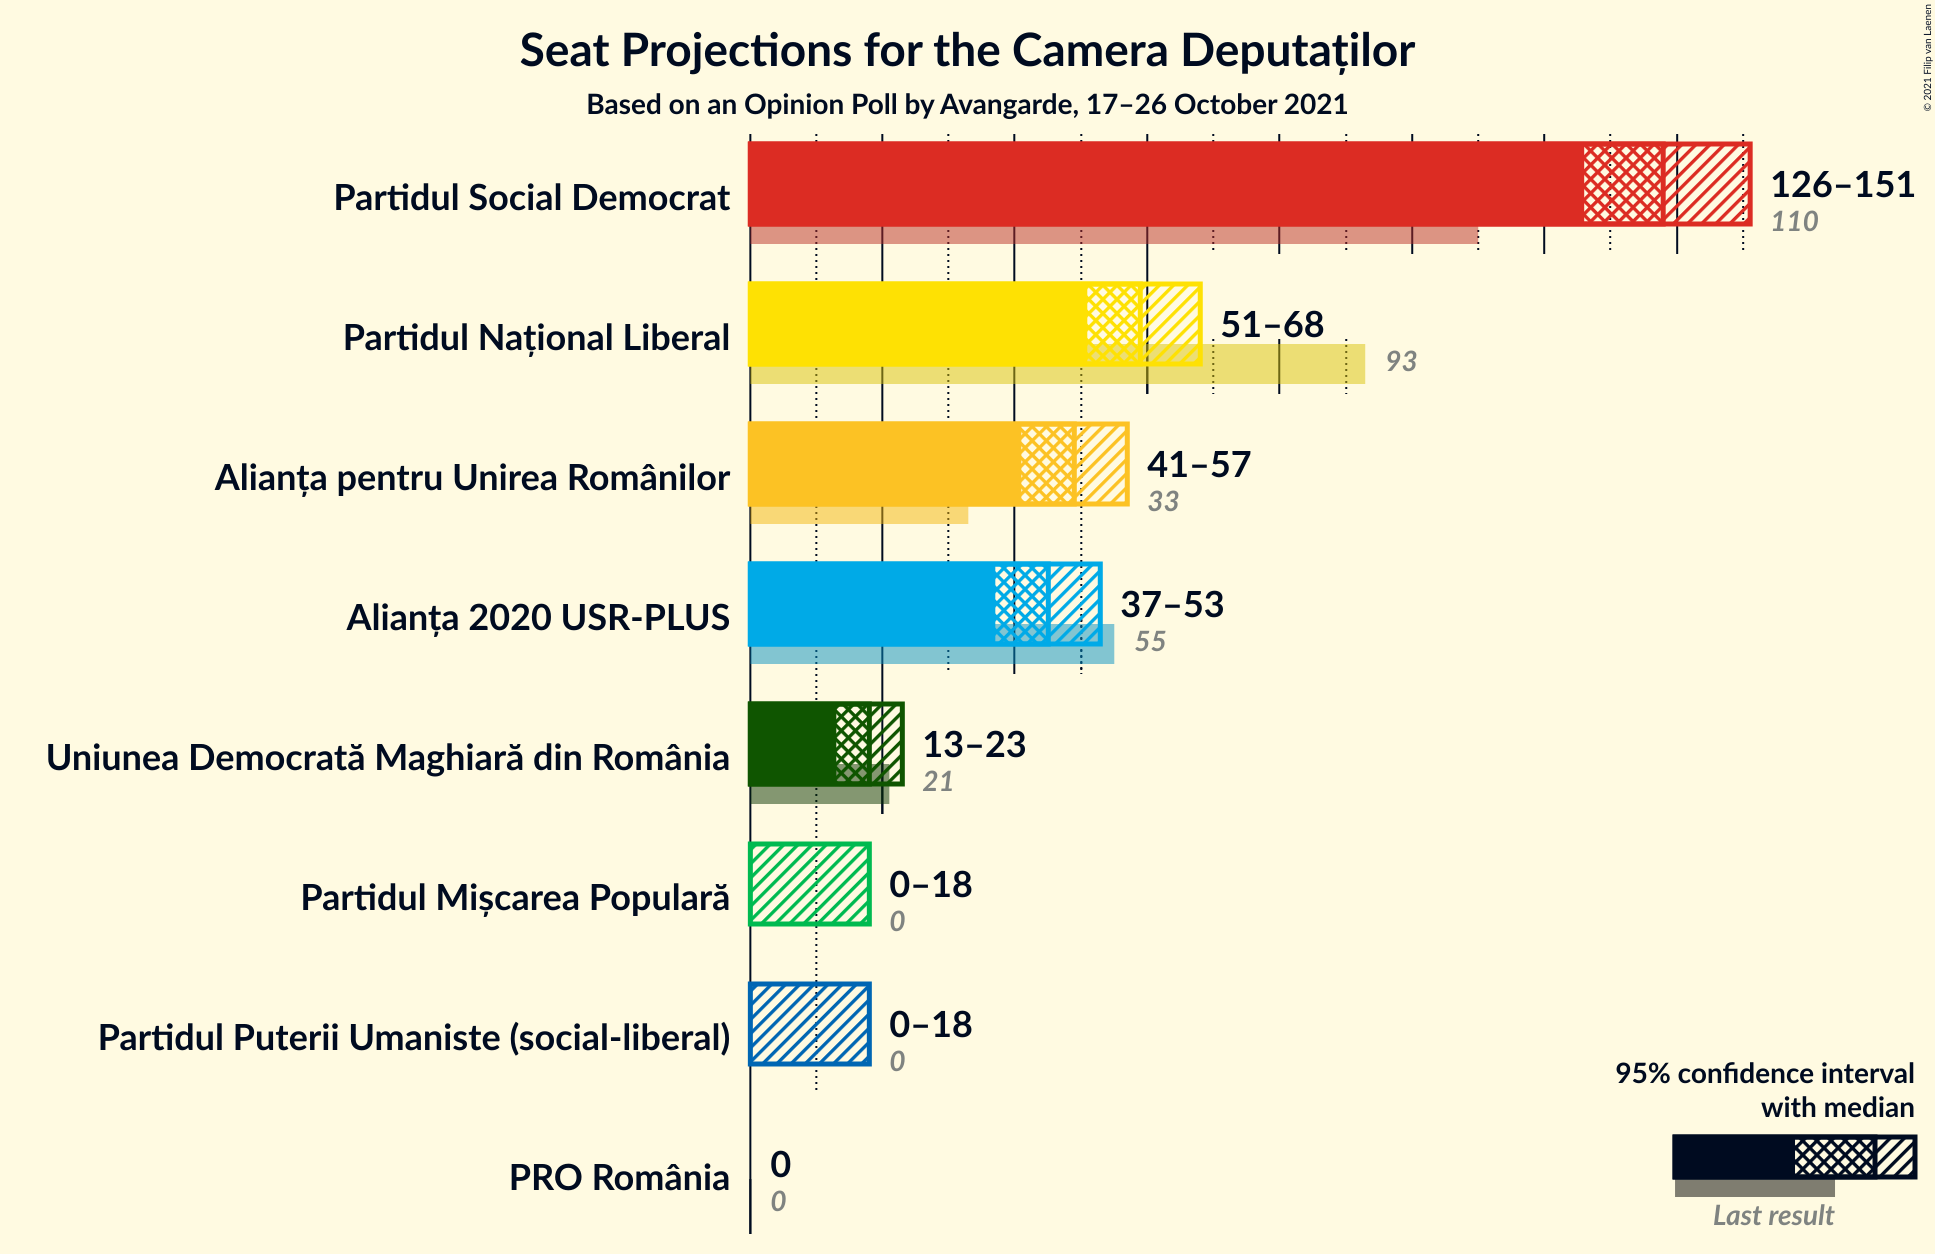 Seat Projections for the Camera Deputaților
Based on an Opinion Poll by Avangarde, 17–26 October 2021
© 2021 Filip van Laenen
Partidul Social Democrat
126–151
110
Partidul Național Liberal
51–68
93
Alianța pentru Unirea Românilor
41–57
33
Alianța 2020 USR-PLUS
37–53
55
Uniunea Democrată Maghiară din România
13–23
21
Partidul Mișcarea Populară
0–18
0
Partidul Puterii Umaniste (social-liberal)
0–18
0
PRO România
0
0
95% confidence interval
with median
Last result